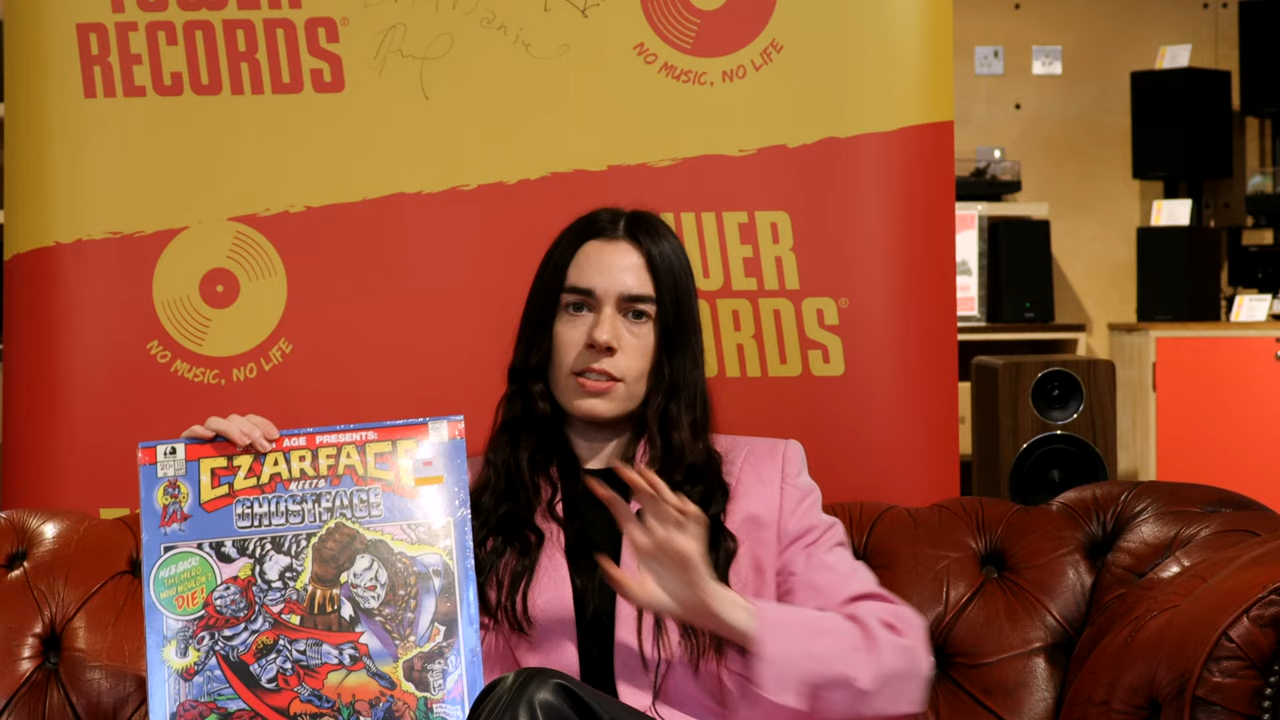 TOWER
RECORDS®
NO MUSIC, NO LIFE
WER
ORDS®
NO MUSIC, NO LIFE
AGE PRESENTS:
CZARFACE
MEETS
GHOSTFACE
HE'S BACK!
THE HERO
WHO WOULDN'T
DIE!